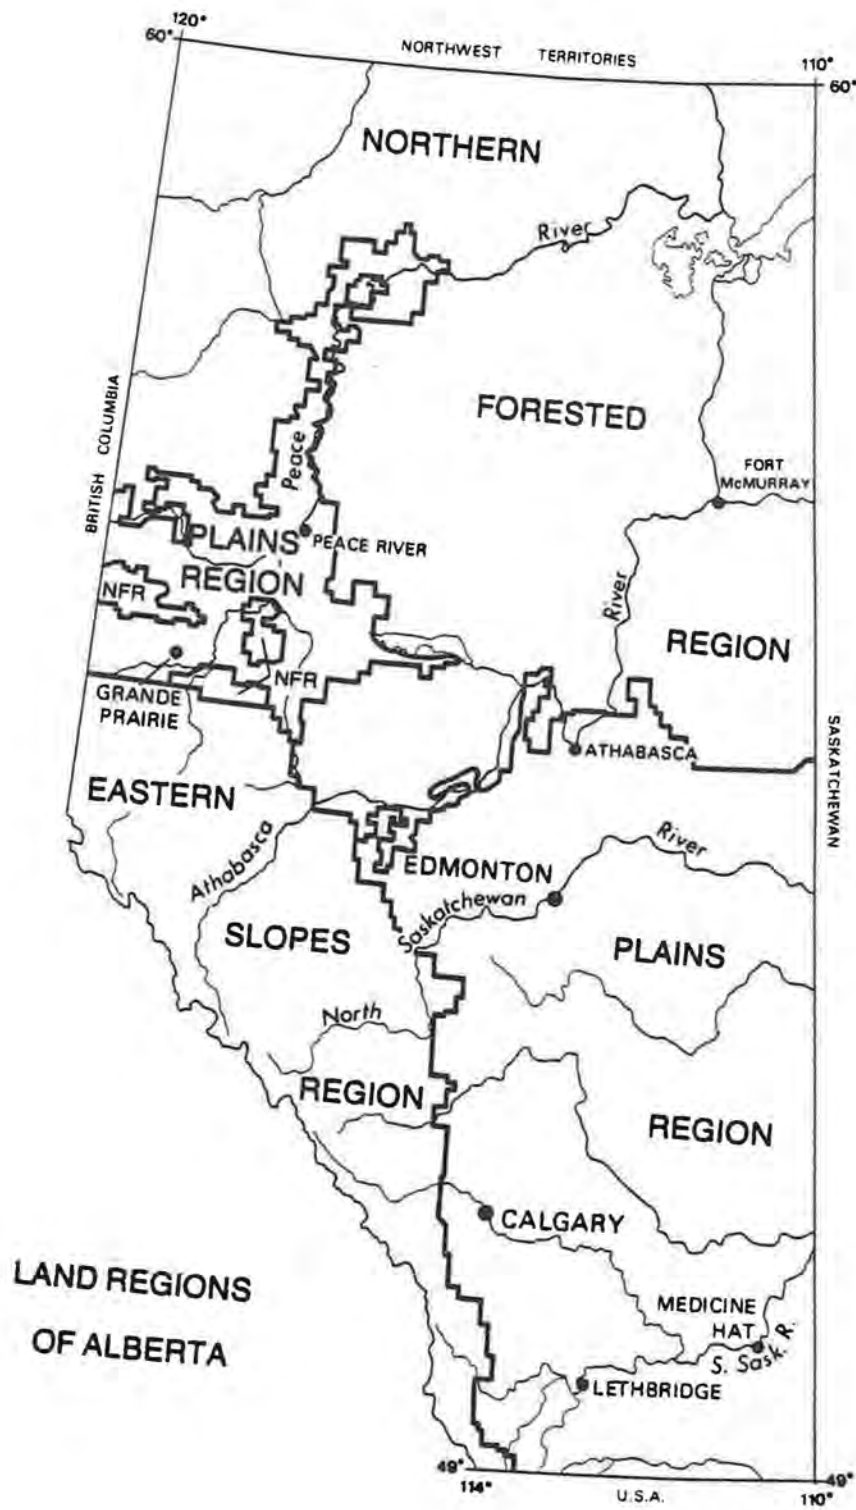 120°
60°
NORTHWEST TERRITORIES
110°
60°
NORTHERN
River
BRITISH COLUMBIA
FORESTED
Peace
FORT
McMURRAY
PLAINS
PEACE RIVER
REGION
NFR
River
REGION
NFR
GRANDE
PRAIRIE
ATHABASCA
SASKATCHEWAN
EASTERN
Athabasca
River
EDMONTON
Saskatchewan
SLOPES
PLAINS
North
REGION
REGION
CALGARY
LAND REGIONS
OF ALBERTA
MEDICINE
HAT
S. Sask. R.
LETHBRIDGE
49°
114°
U.S.A.
110°
49°